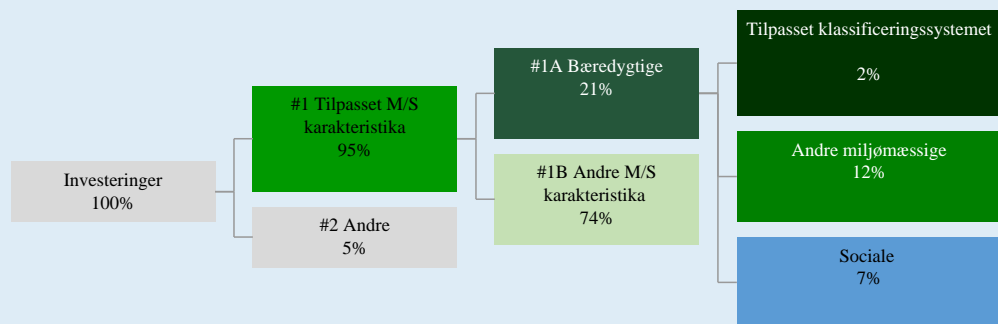 Investeringer
100%
#1 Tilpasset M/S
karakteristika
95%
#2 Andre
5%
#1A Bæredygtige
21%
#1B Andre M/S
karakteristika
74%
Tilpasset klassificeringssystemet
2%
Andre miljømæssige
12%
Sociale
7%